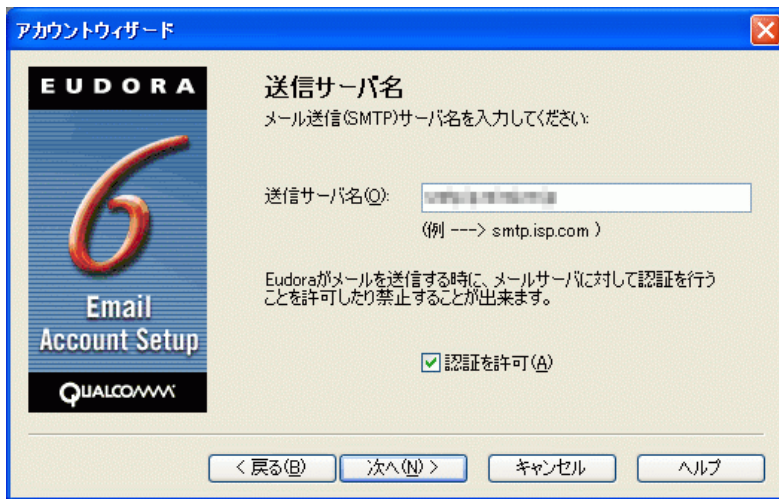 アカウントウィザード
EUDORA
6
Email
Account Setup
QUALCOMM
送信サーバ名
メール送信(SMTP)サーバ名を入力してください:
送信サーバ名(O):
(例 ---> smtp.isp.com )
Eudoraがメールを送信する時に、メールサーバに対して認証を行う
ことを許可したり禁止することが出来ます。
認証を許可(A)
< 戻る(B)
次へ(N) >
キャンセル
ヘルプ